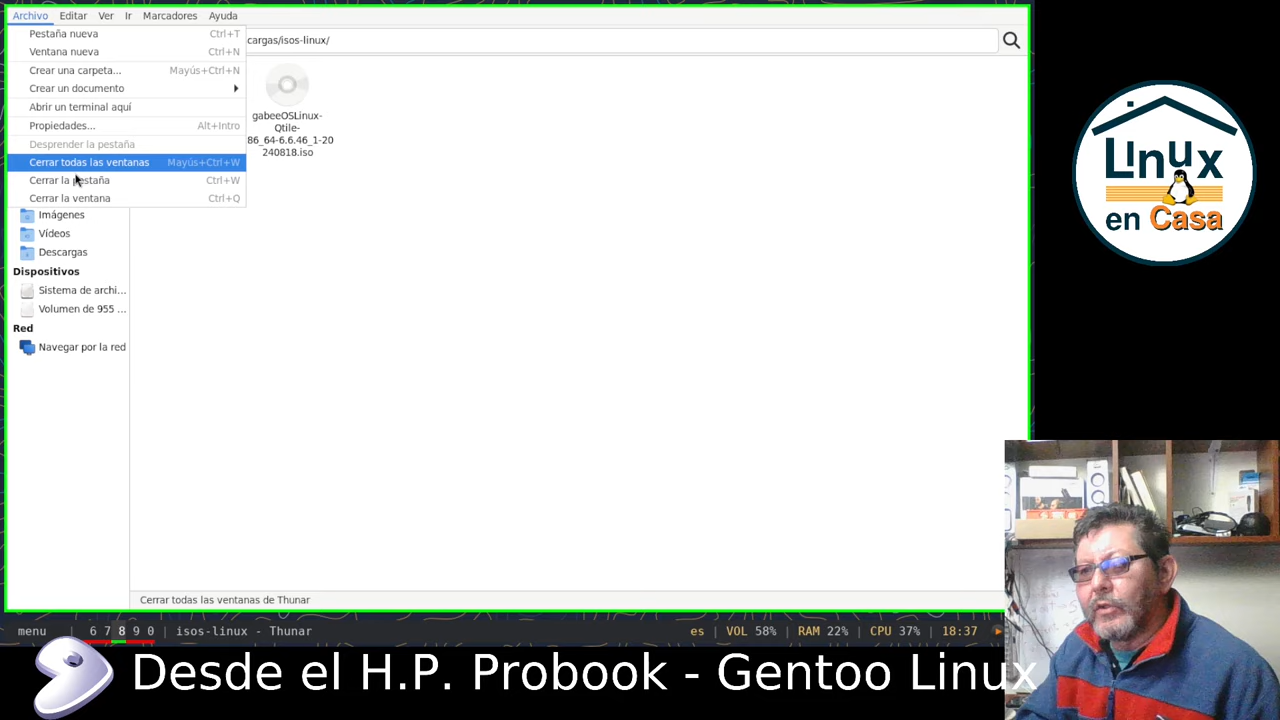 Archivo Editar Ver Ir Marcadores Ayuda
Pestaña nueva Ctrl+T
cargas/isos-linux/
Ventana nueva Ctrl+N
Crear una carpeta... Mayús+Ctrl+N
Crear un documento
Abrir un terminal aquí
Propiedades... Alt+Intro
Desprender la pestaña
Cerrar todas las ventanas Mayús+Ctrl+W
Cerrar la pestaña Ctrl+W
Cerrar la ventana Ctrl+Q
gabeeOSLinux-
Qtile-
86_64-6.6.46_1-20
240818.iso
Imágenes
Vídeos
Descargas
Dispositivos
Sistema de archi...
Volumen de 955 ...
Red
Navegar por la red
Cerrar todas las ventanas de Thunar
menu | 6 7 8 9 0 | isos-linux - Thunar es | VOL 58% | RAM 22% | CPU 37% | 18:37
Desde el H.P. Probook - Gentoo Linux
Linux
en Casa